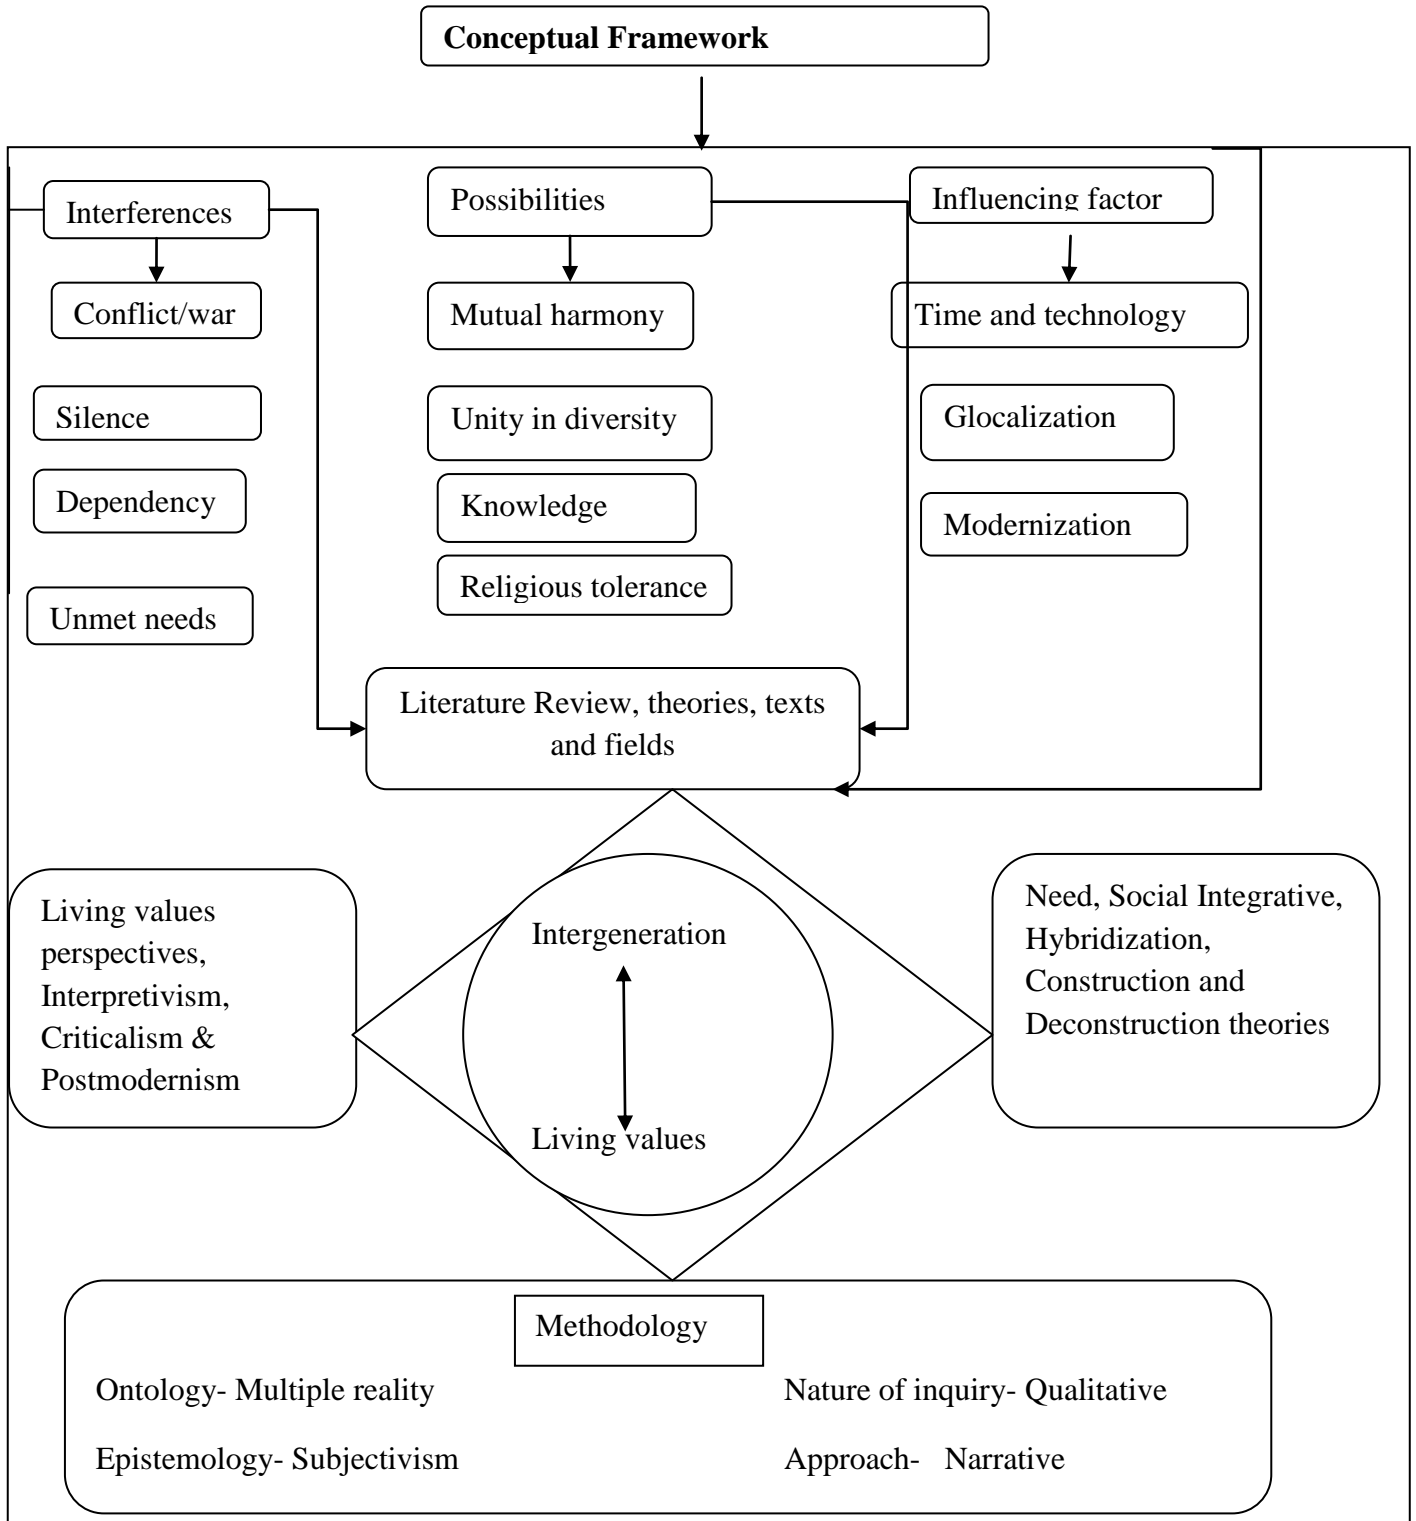 Conceptual Framework
Interferences
Possibilities
Influencing factor
Conflict/war
Mutual harmony
Time and technology
Silence
Unity in diversity
Glocalization
Dependency
Knowledge
Modernization
Religious tolerance
Unmet needs
Literature Review, theories, texts
and fields
Living values
perspectives,
Interpretivism,
Criticalism &
Postmodernism
Intergeneration
Living values
Need, Social Integrative,
Hybridization,
Construction and
Deconstruction theories
Methodology
Ontology- Multiple reality
Nature of inquiry- Qualitative
Epistemology- Subjectivism
Approach- Narrative